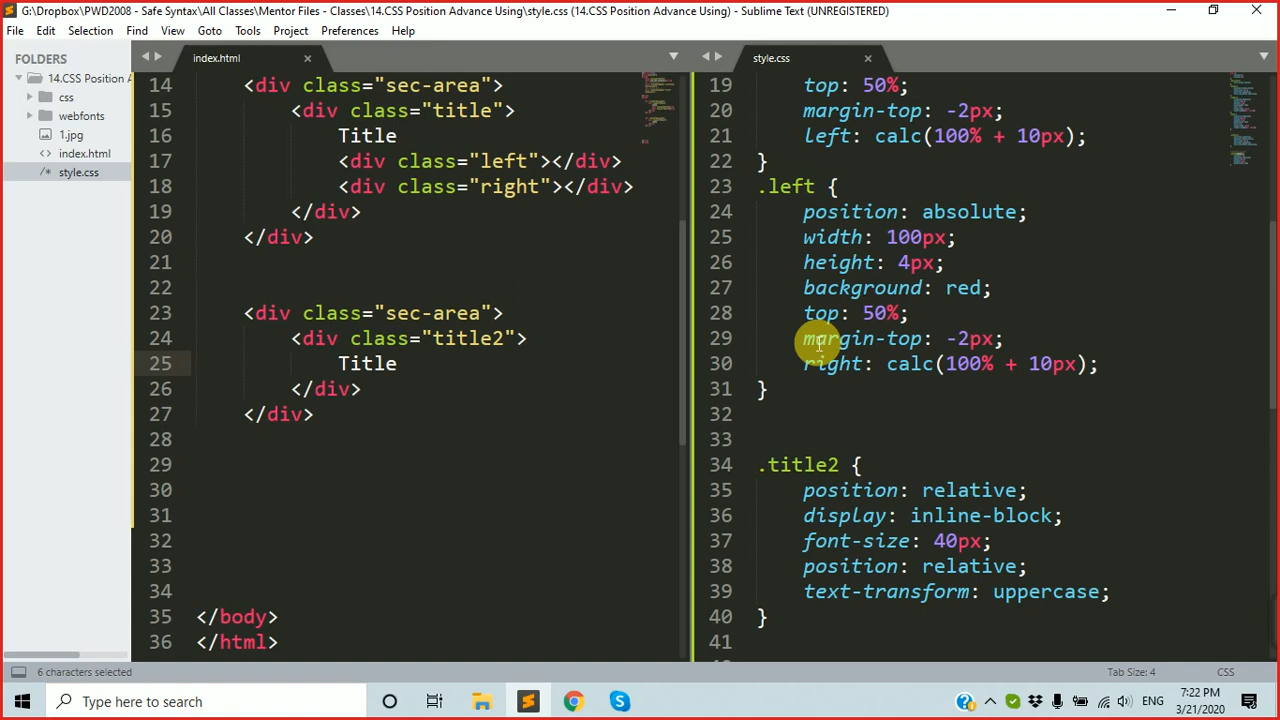 G:\Dropbox\PWD2008 - Safe Syntax\All Classes\Mentor Files - Classes\14.CSS Position Advance Using\style.css (14.CSS Position Advance Using) - Sublime Text (UNREGISTERED)
File Edit Selection Find View Goto Tools Project Preferences Help
FOLDERS
14.CSS Position A
css
webfonts
1.jpg
index.html
/* style.css
index.html
14 <div class="sec-area">
15 <div class="title">
16 Title
17 <div class="left"></div>
18 <div class="right"></div>
19 </div>
20 </div>
21
22
23 <div class="sec-area">
24 <div class="title2">
25 Title
26 </div>
27 </div>
28
29
30
31
32
33
34
35 </body>
36 </html>
style.css
19 top: 50%;
20 margin-top: -2px;
21 left: calc(100% + 10px);
22 }
23 .left {
24 position: absolute;
25 width: 100px;
26 height: 4px;
27 background: red;
28 top: 50%;
29 margin-top: -2px;
30 right: calc(100% + 10px);
31 }
32
33
34 .title2 {
35 position: relative;
36 display: inline-block;
37 font-size: 40px;
38 position: relative;
39 text-transform: uppercase;
40 }
41
6 characters selected
Tab Size: 4
CSS
Type here to search
ENG
7:22 PM
3/21/2020